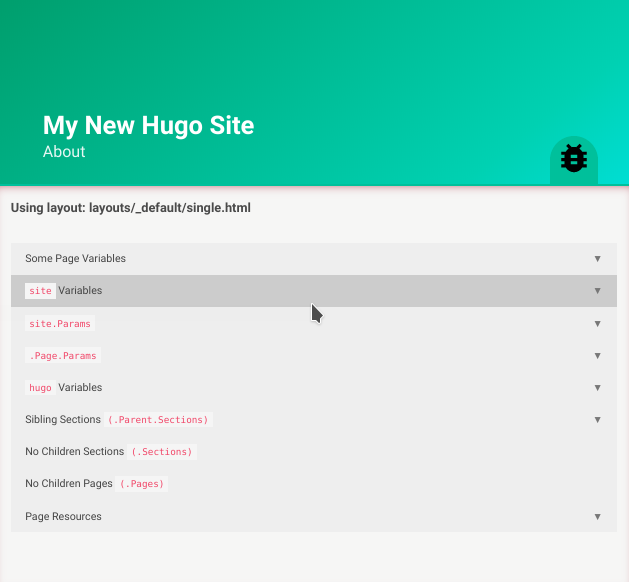 My New Hugo Site
About
Using layout: layouts/_default/single.html
Some Page Variables ▼
site Variables ▼
site.Params ▼
.Page.Params ▼
hugo Variables ▼
Sibling Sections (.Parent.Sections) ▼
No Children Sections (.Sections)
No Children Pages (.Pages)
Page Resources ▼